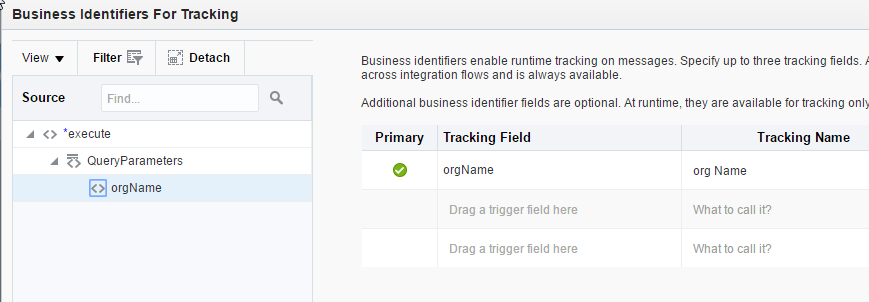 Business Identifiers For Tracking
View Filter Detach
Source Find...
*execute
QueryParameters
orgName
Business identifiers enable runtime tracking on messages. Specify up to three tracking fields. A
across integration flows and is always available.
Additional business identifier fields are optional. At runtime, they are available for tracking only
Primary Tracking Field Tracking Name
orgName org Name
Drag a trigger field here What to call it?
Drag a trigger field here What to call it?